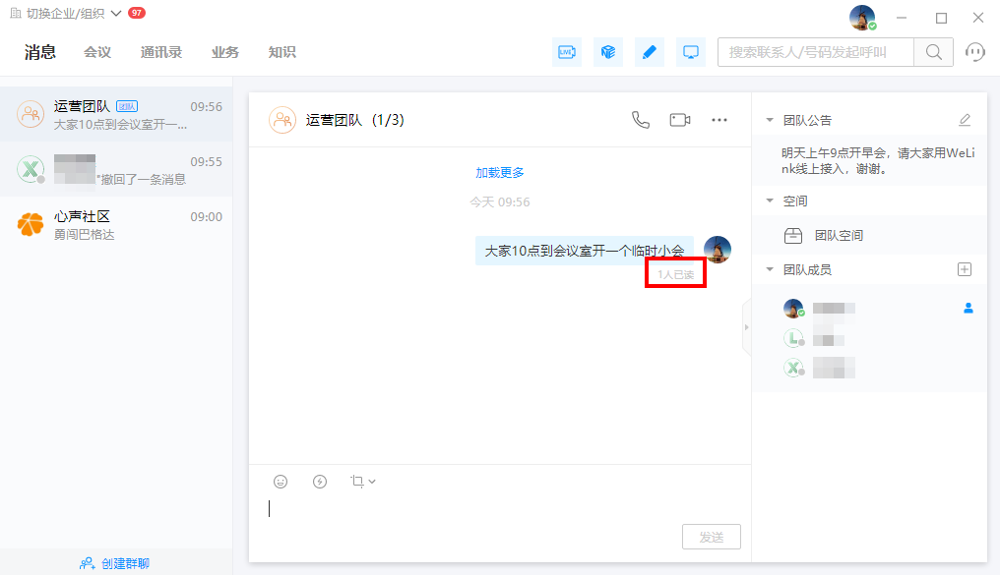 切换企业/组织 97
消息 会议 通讯录 业务 知识
LIVE
搜索联系人/号码发起呼叫
运营团队 团队 09:56
大家10点到会议室开一...
09:55
"撤回了一条消息
心声社区 09:00
勇闯巴格达
创建群聊
运营团队 (1/3)
加载更多
今天 09:56
大家10点到会议室开一个临时小会
1人已读
发送
团队公告
明天上午9点开早会，请大家用WeLi
nk线上接入，谢谢。
空间
团队空间
团队成员
L
X